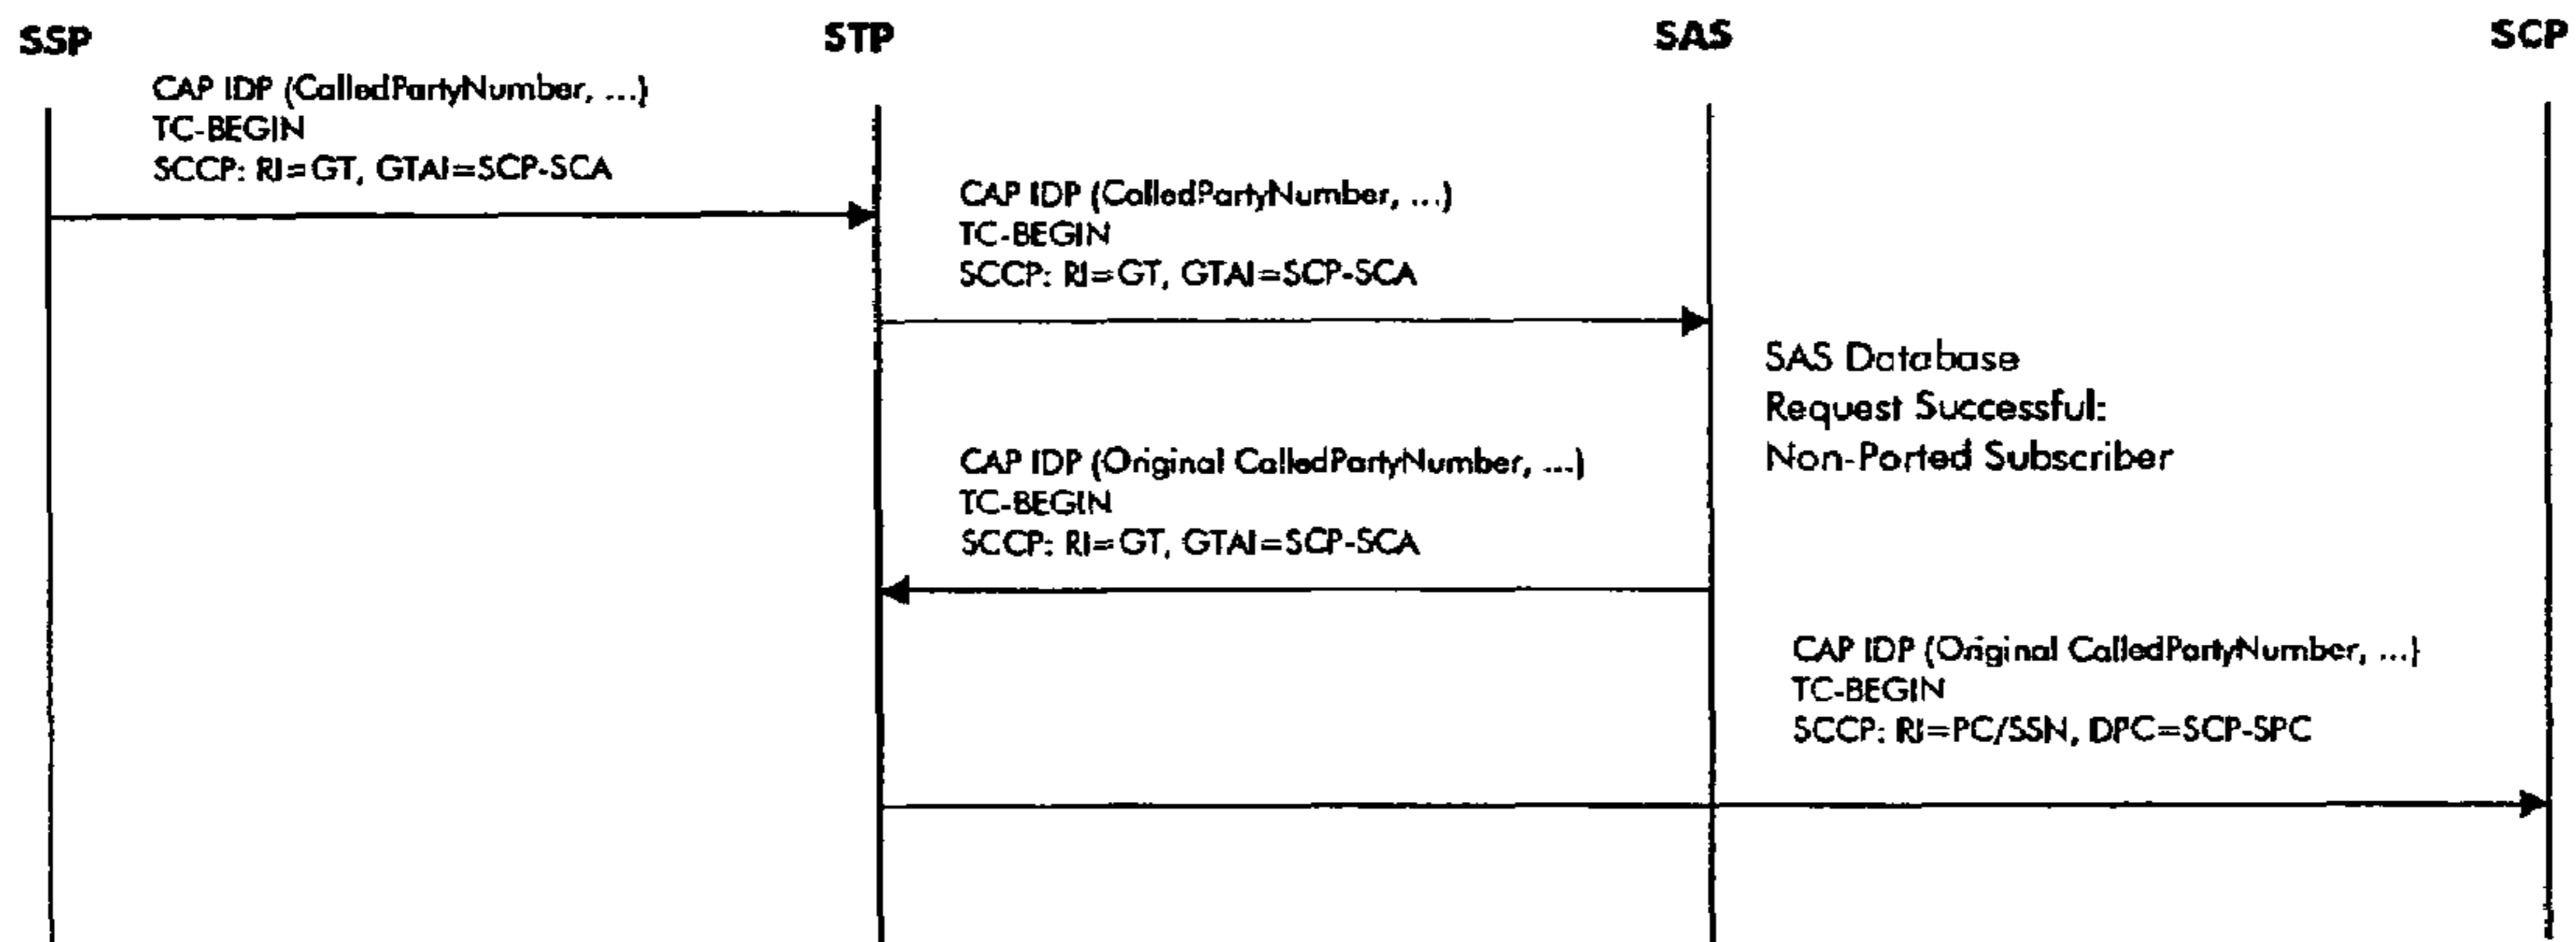 SSP
STP
SAS
SCP
CAP IDP (CalledPartyNumber, ...)
TC-BEGIN
SCCP: RI=GT, GTAI=SCP-SCA
CAP IDP (CalledPartyNumber, ...)
TC-BEGIN
SCCP: RI=GT, GTAI=SCP-SCA
SAS Database
Request Successful:
Non-Ported Subscriber
CAP IDP (Original CalledPartyNumber, ...)
TC-BEGIN
SCCP: RI=GT, GTAI=SCP-SCA
CAP IDP (Original CalledPartyNumber, ...)
TC-BEGIN
SCCP: RI=PC/SSN, DPC=SCP-SPC